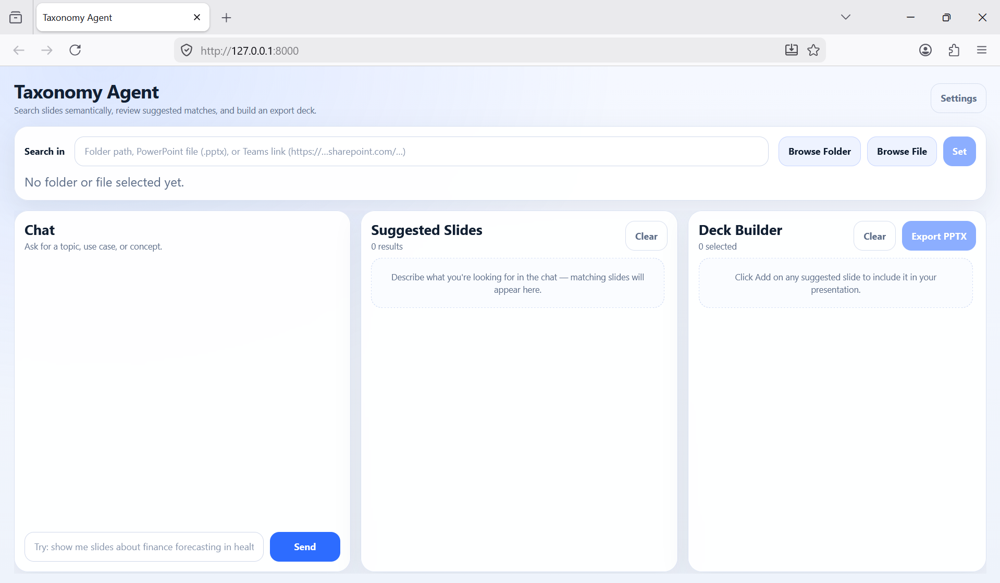 Taxonomy Agent
http://127.0.0.1:8000
Taxonomy Agent
Search slides semantically, review suggested matches, and build an export deck.
Settings
Search in
Folder path, PowerPoint file (.pptx), or Teams link (https://...sharepoint.com/...)
Browse Folder
Browse File
Set
No folder or file selected yet.
Chat
Ask for a topic, use case, or concept.
Try: show me slides about finance forecasting in healt
Send
Suggested Slides
0 results
Clear
Describe what you're looking for in the chat — matching slides will
appear here.
Deck Builder
0 selected
Clear
Export PPTX
Click Add on any suggested slide to include it in your
presentation.